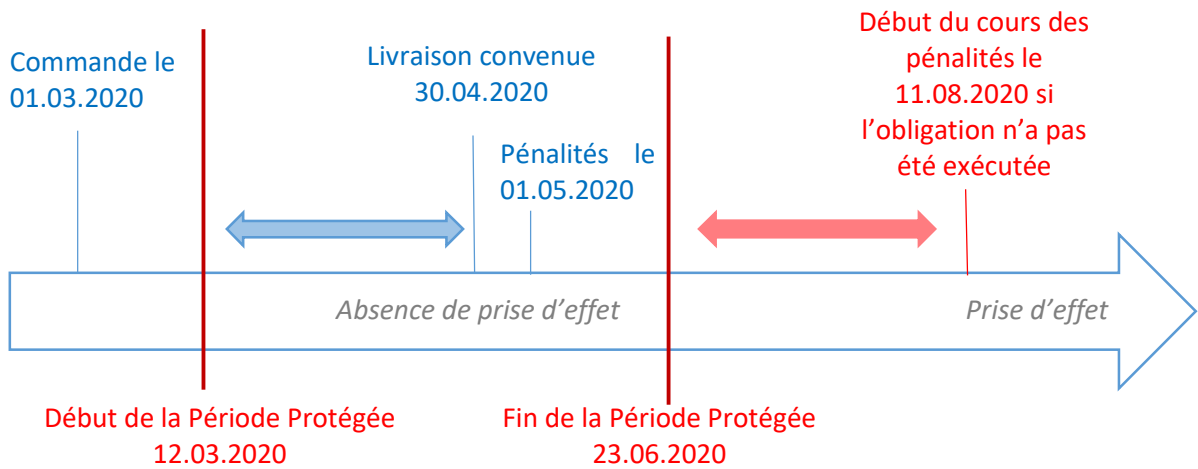 Commande le
01.03.2020
Livraison convenue
30.04.2020
Pénalités le
01.05.2020
Début du cours des
pénalités le
11.08.2020 si
l'obligation n'a pas
été exécutée
Absence de prise d'effet
Prise d'effet
Début de la Période Protégée
12.03.2020
Fin de la Période Protégée
23.06.2020